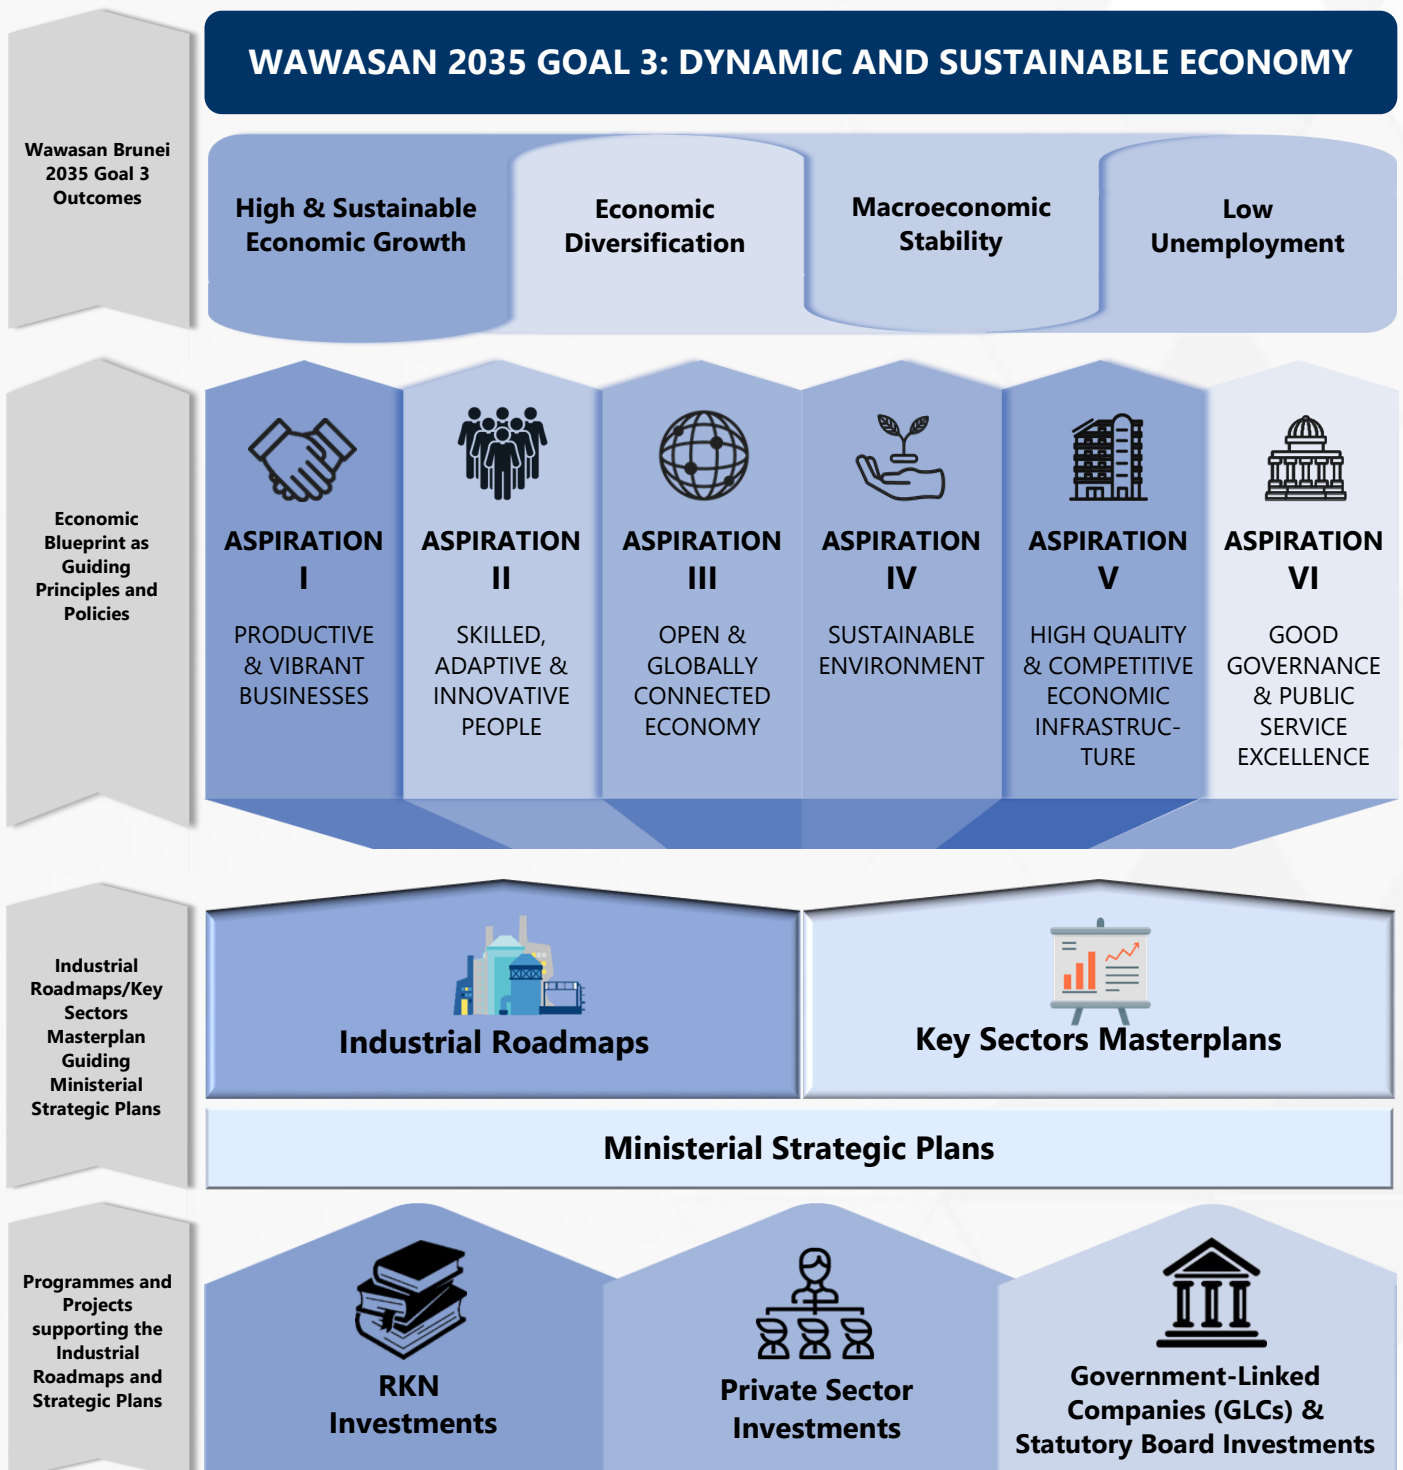 WAWASAN 2035 GOAL 3: DYNAMIC AND SUSTAINABLE ECONOMY
Wawasan Brunei
2035 Goal 3
Outcomes
High & Sustainable
Economic Growth
Economic
Diversification
Macroeconomic
Stability
Low
Unemployment
Economic
Blueprint as
Guiding
Principles and
Policies
ASPIRATION
I
PRODUCTIVE
& VIBRANT
BUSINESSES
ASPIRATION
II
SKILLED,
ADAPTIVE &
INNOVATIVE
PEOPLE
ASPIRATION
III
OPEN &
GLOBALLY
CONNECTED
ECONOMY
ASPIRATION
IV
SUSTAINABLE
ENVIRONMENT
ASPIRATION
V
HIGH QUALITY
& COMPETITIVE
ECONOMIC
INFRASTRUC-
TURE
ASPIRATION
VI
GOOD
GOVERNANCE
& PUBLIC
SERVICE
EXCELLENCE
Industrial
Roadmaps/Key
Sectors
Masterplan
Guiding
Ministerial
Strategic Plans
Industrial Roadmaps
Key Sectors Masterplans
Ministerial Strategic Plans
Programmes and
Projects
supporting the
Industrial
Roadmaps and
Strategic Plans
RKN
Investments
Private Sector
Investments
Government-Linked
Companies (GLCs) &
Statutory Board Investments